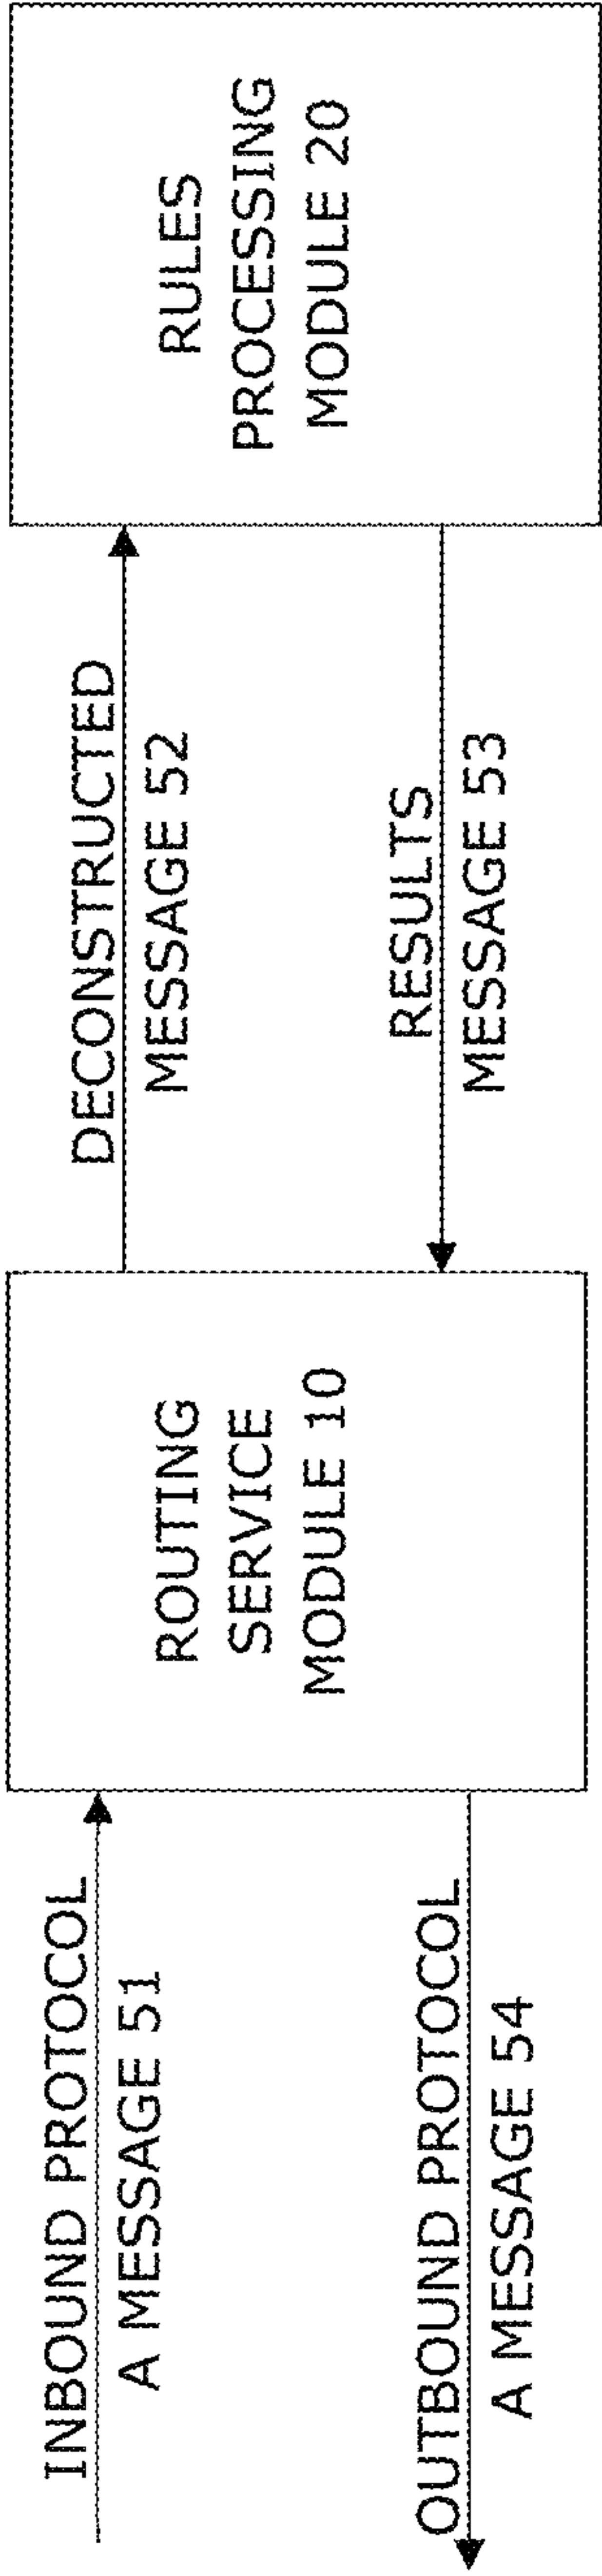 INBOUND PROTOCOL
A MESSAGE 51
OUTBOUND PROTOCOL
A MESSAGE 54
ROUTING
SERVICE
MODULE 10
DECONSTRUCTED
MESSAGE 52
RESULTS
MESSAGE 53
RULES
PROCESSING
MODULE 20